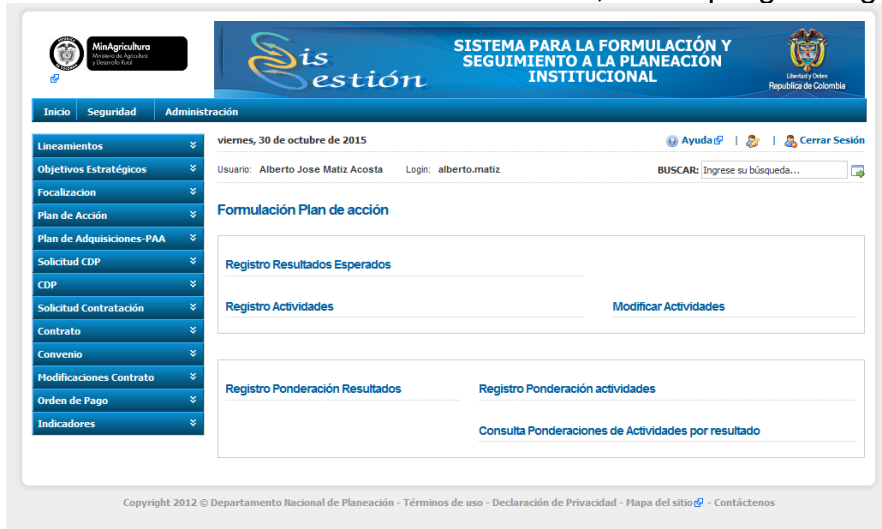 MinAgricultura
Ministerio de Agricultura
y Desarrollo Rural
Sis
Gestión
SISTEMA PARA LA FORMULACIÓN Y
SEGUIMIENTO A LA PLANEACIÓN
INSTITUCIONAL
Libertad y Orden
Republica de Colombia
Inicio Seguridad Administración
Lineamientos
Objetivos Estratégicos
Focalizacion
Plan de Acción
Plan de Adquisiciones-PAA
Solicitud CDP
CDP
Solicitud Contratación
Contrato
Convenio
Modificaciones Contrato
Orden de Pago
Indicadores
viernes, 30 de octubre de 2015
Ayuda | | Cerrar Sesión
Usuario: Alberto Jose Matiz Acosta Login: alberto.matiz
BUSCAR: Ingrese su búsqueda...
Formulación Plan de acción
Registro Resultados Esperados
Registro Actividades Modificar Actividades
Registro Ponderación Resultados Registro Ponderación actividades
Consulta Ponderaciones de Actividades por resultado
Copyright 2012 © Departamento Nacional de Planeación - Términos de uso - Declaración de Privacidad - Mapa del sitio - Contáctenos